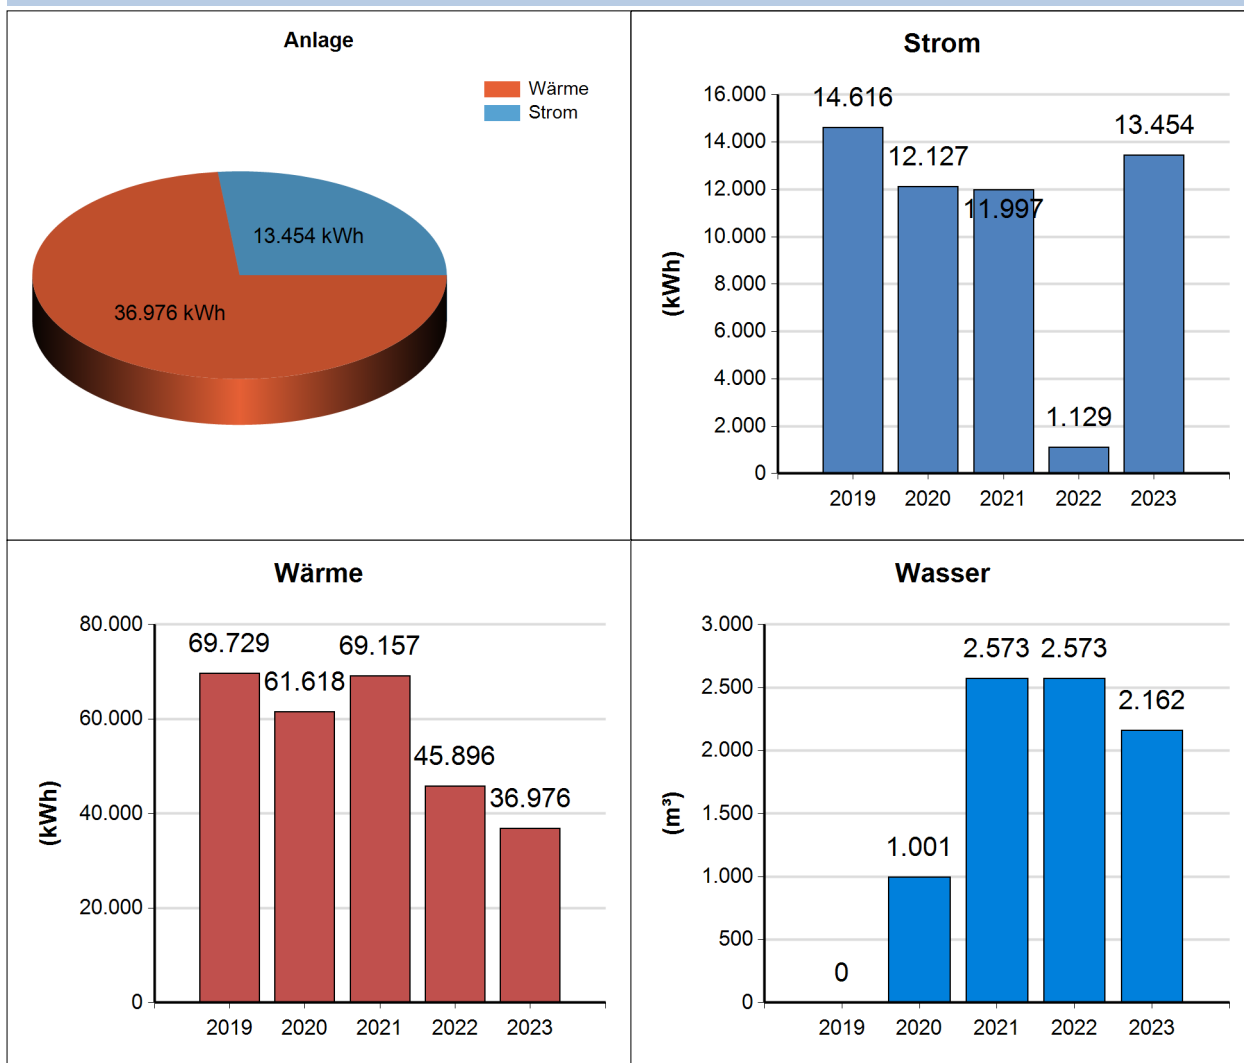 Anlage
Wärme
Strom
13.454 kWh
36.976 kWh
Strom
16.000
14.000
12.000
10.000
8.000
6.000
4.000
2.000
0
(kWh)
14.616
12.127
11.997
1.129
13.454
2019 2020 2021 2022 2023
Wärme
80.000
60.000
40.000
20.000
0
(kWh)
69.729
61.618
69.157
45.896
36.976
2019 2020 2021 2022 2023
Wasser
3.000
2.500
2.000
1.500
1.000
500
0
(m³)
0
1.001
2.573
2.573
2.162
2019 2020 2021 2022 2023